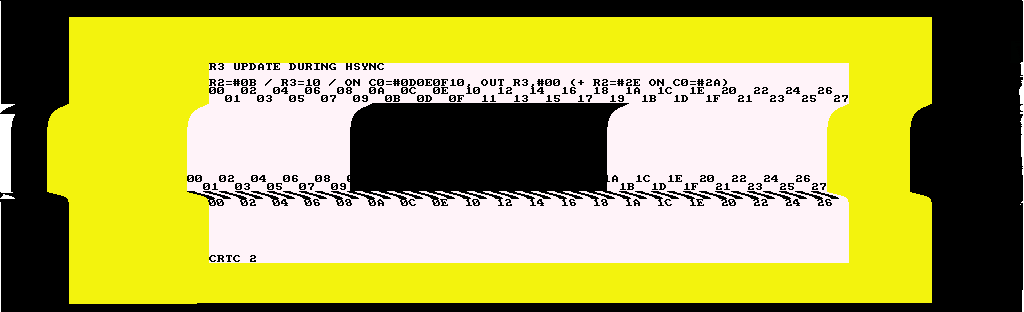 R3 UPDATE DURING HSYNC
R2=#0B / R3=10 / ON C0=#0D0E0F10, OUT R3,#00 (+ R2=#2E ON C0=#2A)
00 02 04 06 08 0A 0C 0E 10 12 14 16 18 1A 1C 1E 20 22 24 26
01 03 05 07 09 0B 0D 0F 11 13 15 17 19 1B 1D 1F 21 23 25 27
00 02 04 06 08 1A 1C 1E 20 22 24 26
01 03 05 07 09 1B 1D 1F 21 23 25 27
00 02 04 06 08 0A 0C 0E 10 12 14 16 18 1A 1C 1E 20 22 24 26
CRTC 2